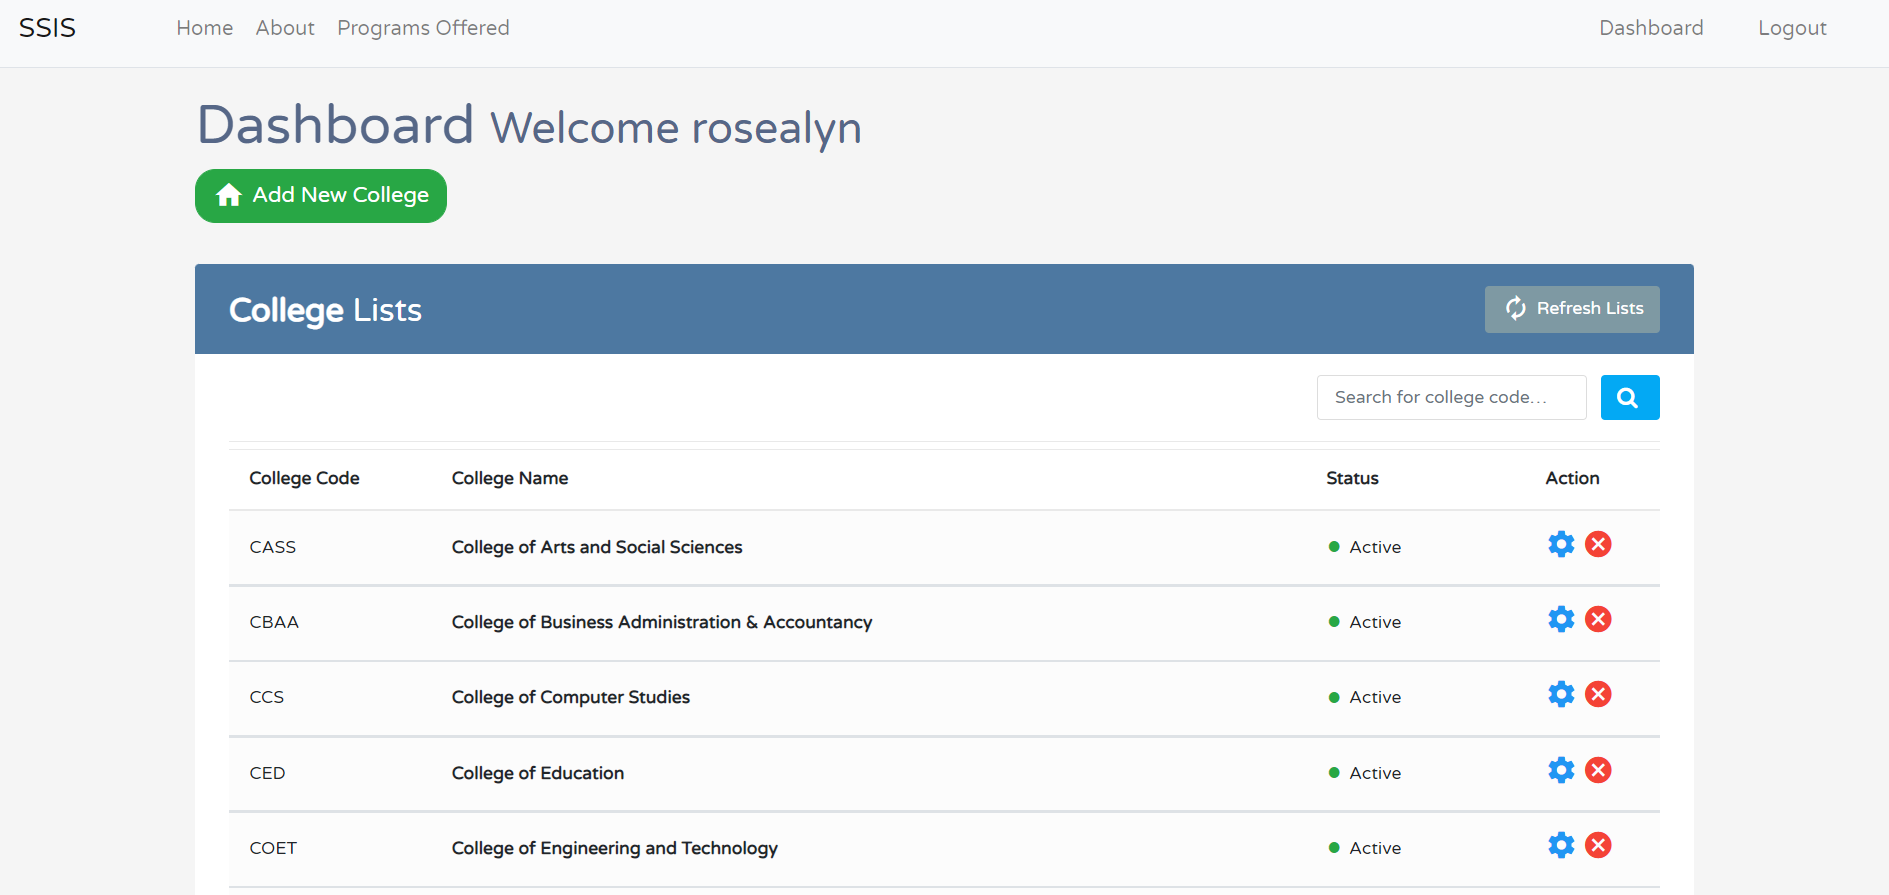 SSIS Home About Programs Offered Dashboard Logout
Dashboard Welcome rosealyn
Add New College
College Lists Refresh Lists
Search for college code...
College Code College Name Status Action
CASS College of Arts and Social Sciences Active
CBAA College of Business Administration & Accountancy Active
CCS College of Computer Studies Active
CED College of Education Active
COET College of Engineering and Technology Active